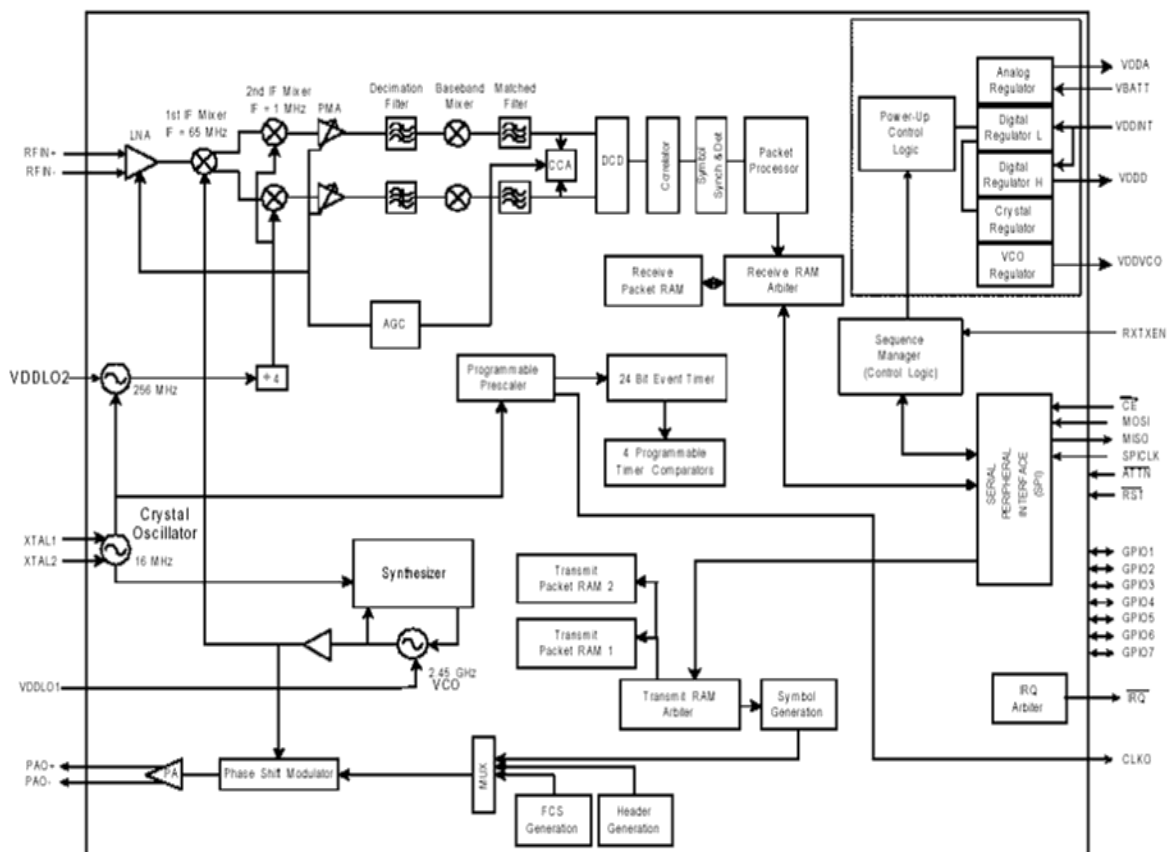 2nd IF Mixer
IF = 1 MHz
PMA
Decimation
Filter
Baseband
Mixer
Matched
Filter
1st IF Mixer
IF = 65 MHz
LNA
RFIN+
RFIN-
CCA
DCD
Correlator
Symbol
Synch & Det
Packet
Processor
Receive
Packet RAM
Receive RAM
Arbiter
AGC
Power-Up
Control
Logic
Analog
Regulator
Digital
Regulator L
Digital
Regulator H
Crystal
Regulator
VCO
Regulator
VDDA
VBATT
VDDINT
VDDD
VDDVCO
Sequence
Manager
(Control Logic)
RXTXEN
VDDLO2
256 MHz
÷4
Programmable
Prescaler
24 Bit Event Timer
4 Programmable
Timer Comparators
SERIAL
PERIPHERAL
INTERFACE
(SPI)
CE
MOSI
MISO
SPICLK
ATTN
RST
GPIO1
GPIO2
GPIO3
GPIO4
GPIO5
GPIO6
GPIO7
Crystal
Oscillator
XTAL1
XTAL2
16 MHz
Synthesizer
2.45 GHz
VCO
VDDLO1
Transmit
Packet RAM 2
Transmit
Packet RAM 1
Transmit RAM
Arbiter
Symbol
Generation
IRQ
Arbiter
IRQ
CLKO
PAO+
PAO-
PA
Phase Shift Modulator
MUX
FCS
Generation
Header
Generation